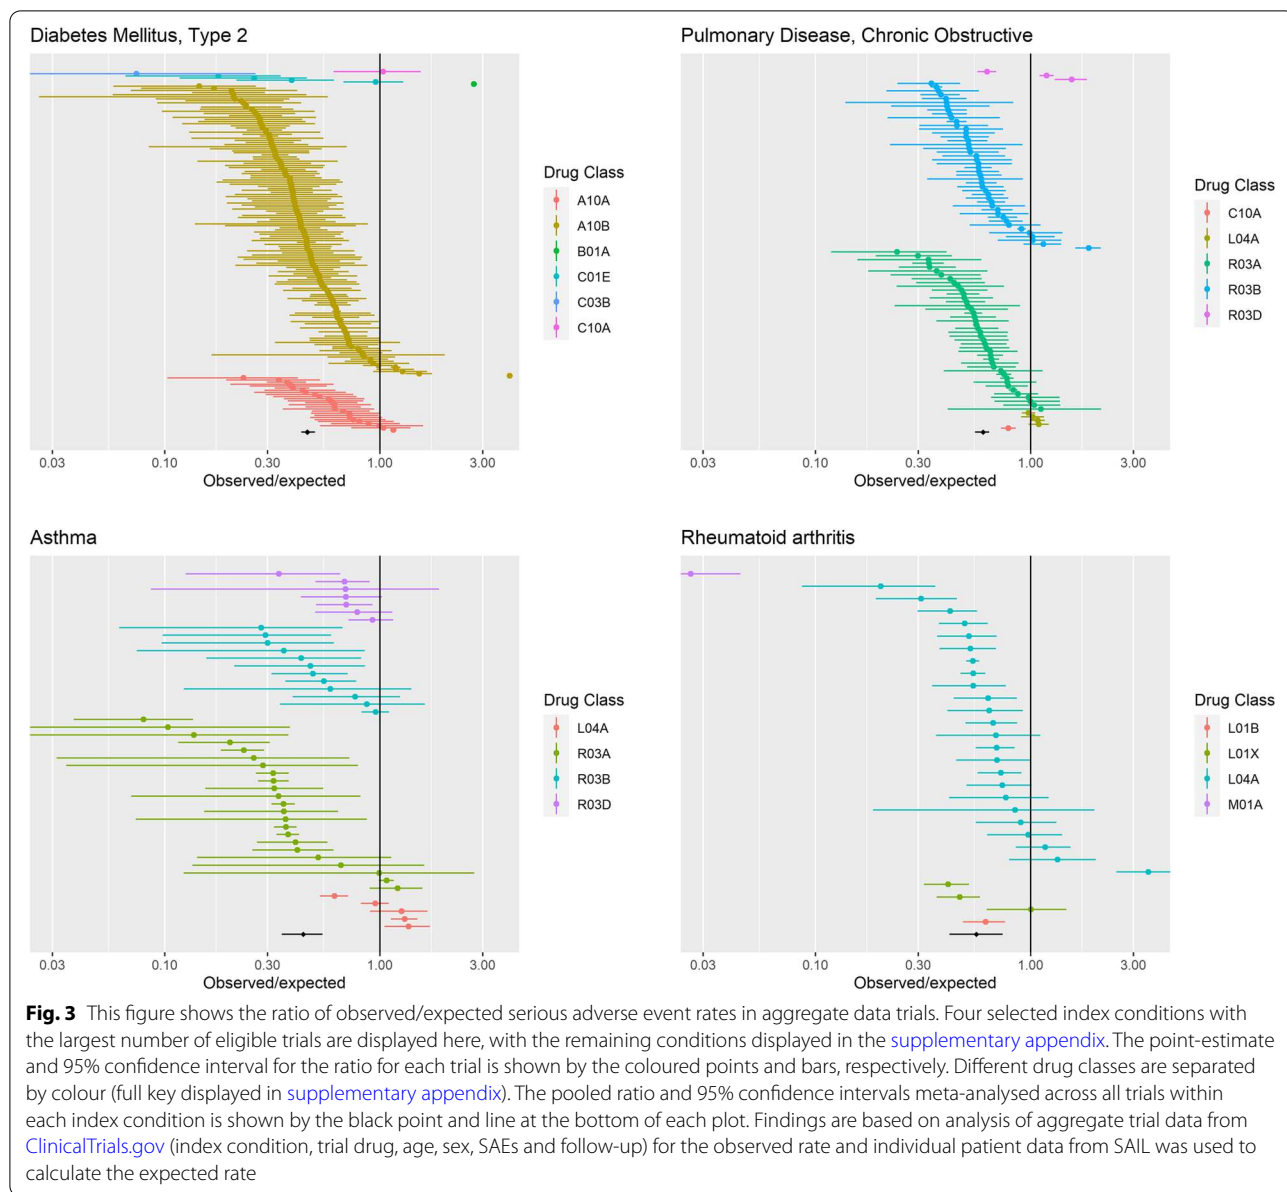 Diabetes Mellitus, Type 2
Drug Class
A10A
A10B
B01A
C01E
C03B
C10A
0.03 0.10 0.30 1.00 3.00
Observed/expected
Pulmonary Disease, Chronic Obstructive
Drug Class
C10A
L04A
R03A
R03B
R03D
0.03 0.10 0.30 1.00 3.00
Observed/expected
Asthma
Drug Class
L04A
R03A
R03B
R03D
0.03 0.10 0.30 1.00 3.00
Observed/expected
Rheumatoid arthritis
Drug Class
L01B
L01X
L04A
M01A
0.03 0.10 0.30 1.00 3.00
Observed/expected
Fig. 3 This figure shows the ratio of observed/expected serious adverse event rates in aggregate data trials. Four selected index conditions with
the largest number of eligible trials are displayed here, with the remaining conditions displayed in the supplementary appendix. The point-estimate
and 95% confidence interval for the ratio for each trial is shown by the coloured points and bars, respectively. Different drug classes are separated
by colour (full key displayed in supplementary appendix). The pooled ratio and 95% confidence intervals meta-analysed across all trials within
each index condition is shown by the black point and line at the bottom of each plot. Findings are based on analysis of aggregate trial data from
ClinicalTrials.gov (index condition, trial drug, age, sex, SAEs and follow-up) for the observed rate and individual patient data from SAIL was used to
calculate the expected rate